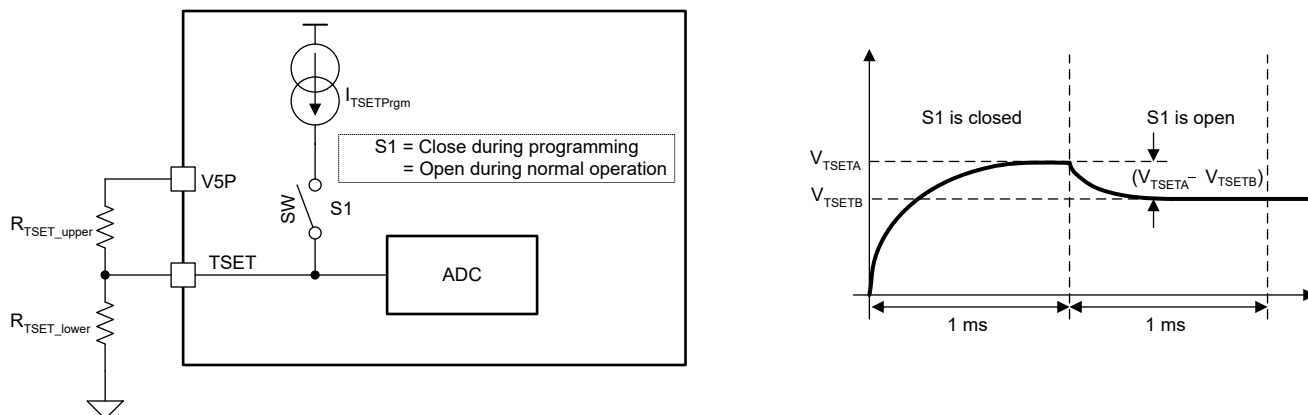 I_TSETPrgm
S1 = Close during programming
= Open during normal operation
V5P
SW
S1
R_TSET_upper
TSET
ADC
R_TSET_lower
S1 is closed
S1 is open
V_TSETA
(V_TSETA – V_TSETB)
V_TSETB
1 ms
1 ms